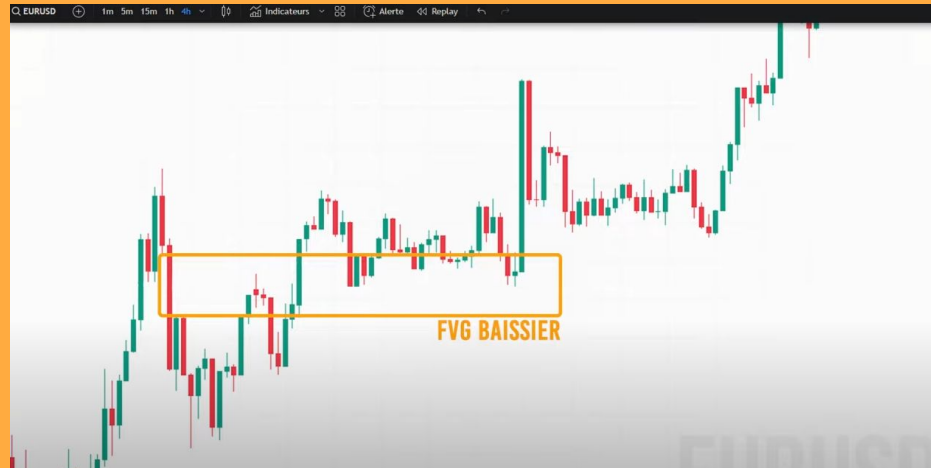 EURUSD 1m 5m 15m 1h 4h Indicateurs Alerte Replay
FVG BAISSIER
EURUSD